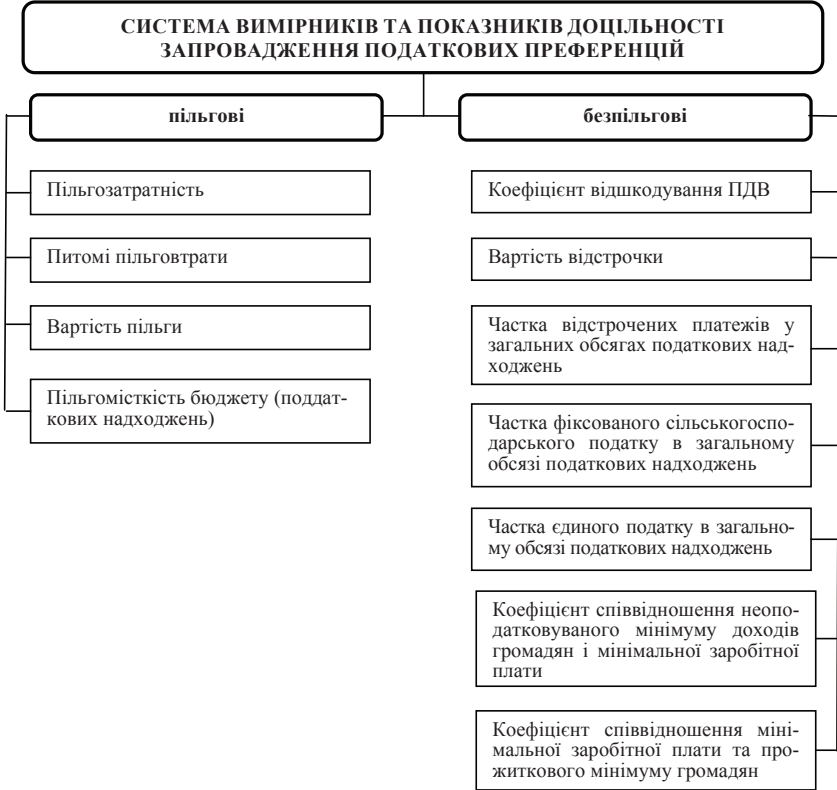 СИСТЕМА ВИМІРНИКІВ ТА ПОКАЗНИКІВ ДОЦІЛЬНОСТІ
ЗАПРОВАДЖЕННЯ ПОДАТКОВИХ ПРЕФЕРЕНЦІЙ
пільгові
Пільгозатратність
Питомі пільговтрати
Вартість пільги
Пільгомісткість бюджету (поддат-
кових надходжень)
безпільгові
Коефіцієнт відшкодування ПДВ
Вартість відстрочки
Частка відстрочених платежів у
загальних обсягах податкових над-
ходжень
Частка фіксованого сільськогоспо-
дарського податку в загальному
обсязі податкових надходжень
Частка єдиного податку в загально-
му обсязі податкових надходжень
Коефіцієнт співвідношення неопо-
датковуваного мінімуму доходів
громадян і мінімальної заробітної
плати
Коефіцієнт співвідношення міні-
мальної заробітної плати та про-
житкового мінімуму громадян